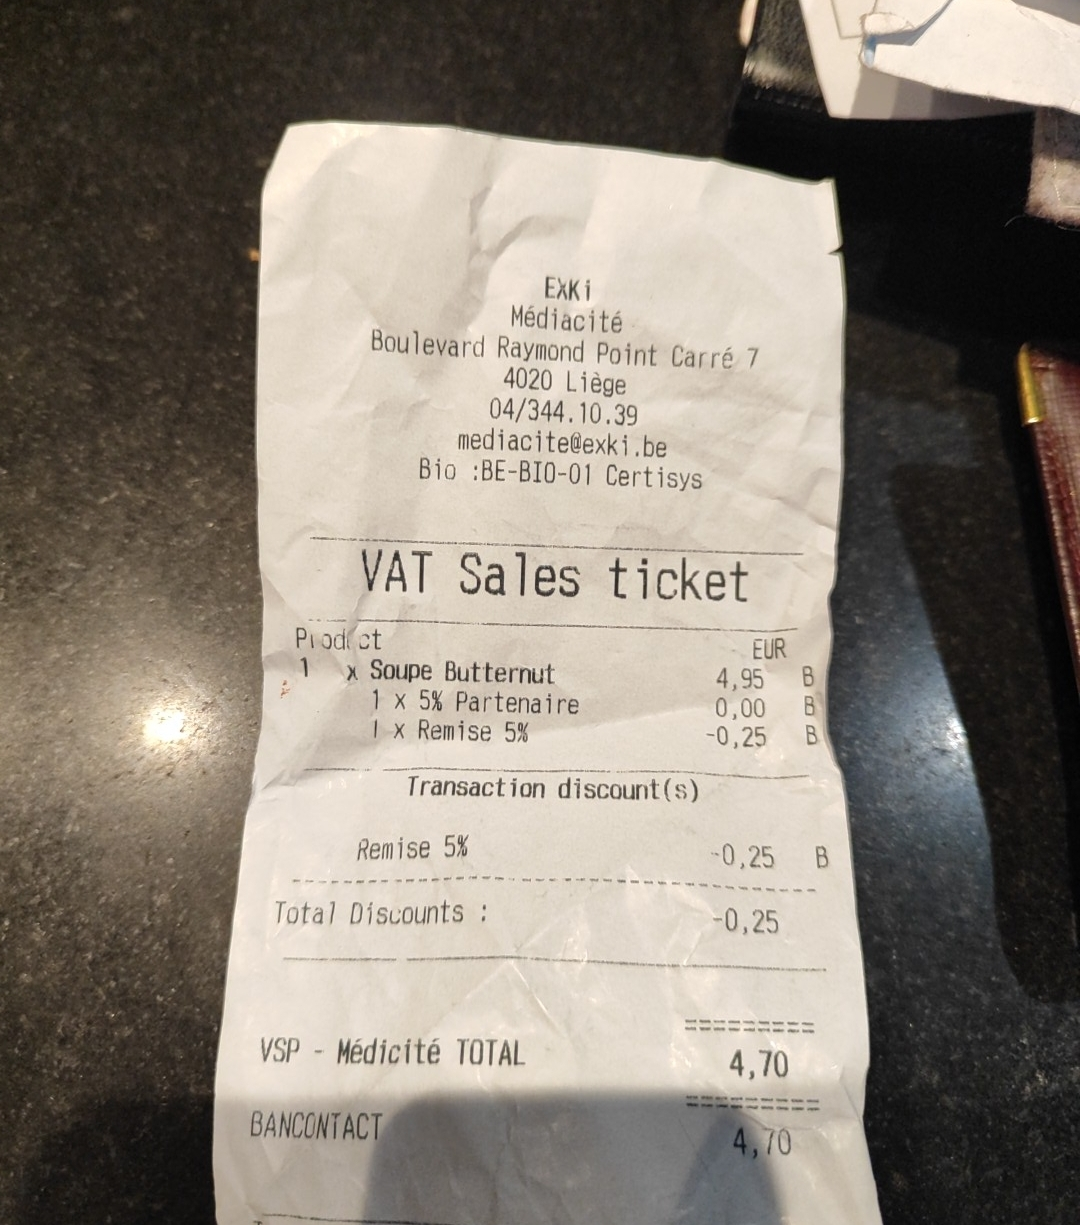 EXKi
Médiacité
Boulevard Raymond Point Carré 7
4020 Liège
04/344.10.39
mediacite@exki.be
Bio :BE-BIO-01 Certisys
VAT Sales ticket
Product EUR
1 x Soupe Butternut 4,95 B
1 x 5% Partenaire 0,00 B
1 x Remise 5% -0,25 B
Transaction discount(s)
Remise 5% -0,25 B
Total Discounts : -0,25
VSP - Médicité TOTAL 4,70
BANCONTACT 4,70